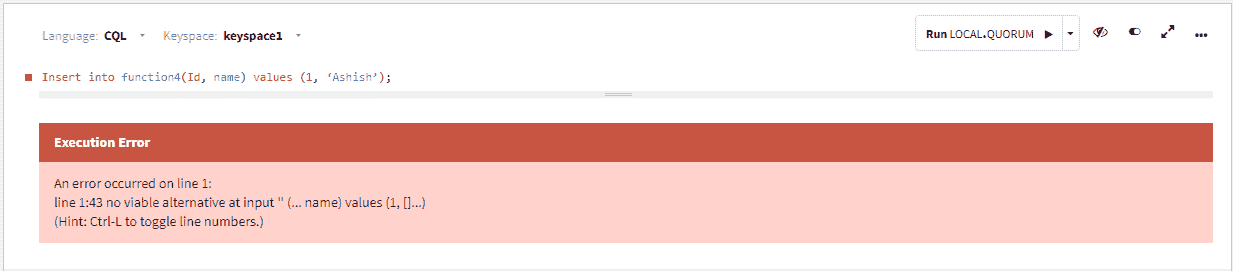 Language: CQL Keyspace: keyspace1 Run LOCAL.QUORUM
Insert into function4(Id, name) values (1, ‘Ashish’);
Execution Error
An error occurred on line 1:
line 1:43 no viable alternative at input '' (... name) values (1, []...)
(Hint: Ctrl-L to toggle line numbers.)